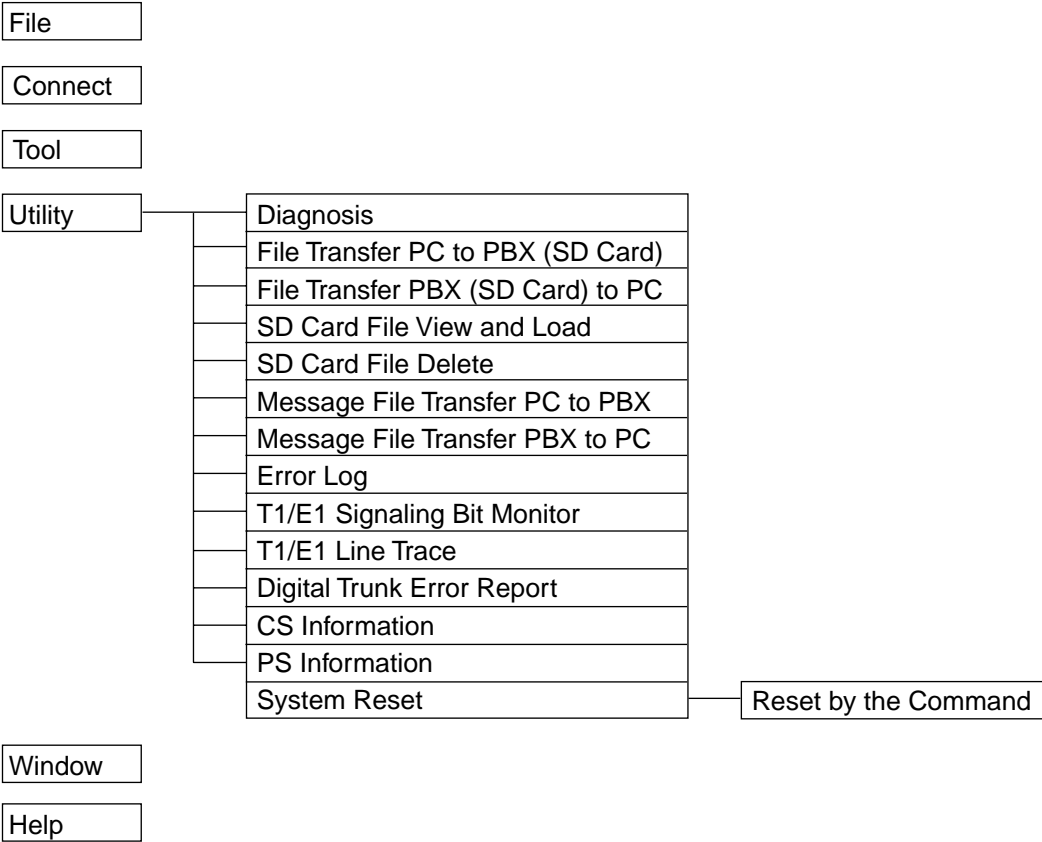 File
Connect
Tool
Utility
Diagnosis
File Transfer PC to PBX (SD Card)
File Transfer PBX (SD Card) to PC
SD Card File View and Load
SD Card File Delete
Message File Transfer PC to PBX
Message File Transfer PBX to PC
Error Log
T1/E1 Signaling Bit Monitor
T1/E1 Line Trace
Digital Trunk Error Report
CS Information
PS Information
System Reset
Reset by the Command
Window
Help